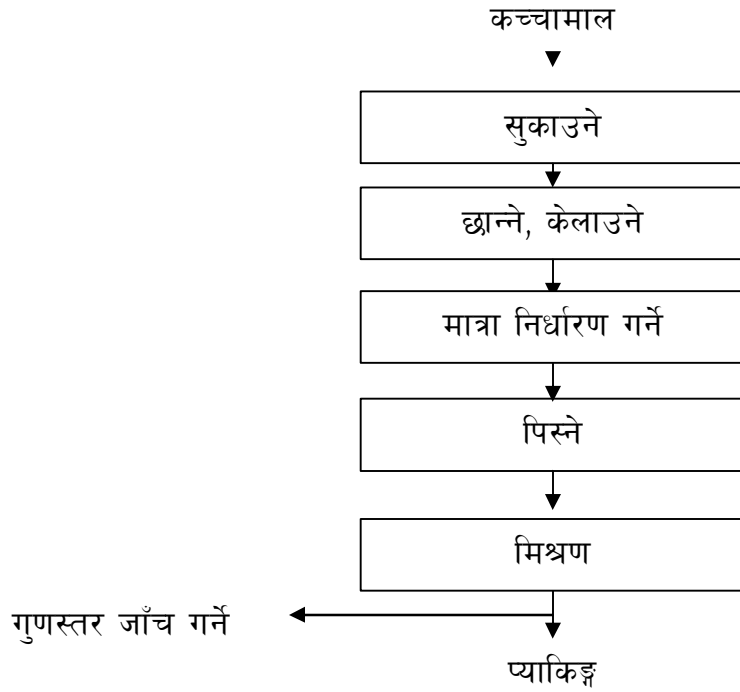 कच्चामाल
सुकाउने
छान्ने, केलाउने
मात्रा निर्धारण गर्ने
पिस्ने
मिश्रण
गुणस्तर जाँच गर्ने
प्याकिङ्ग